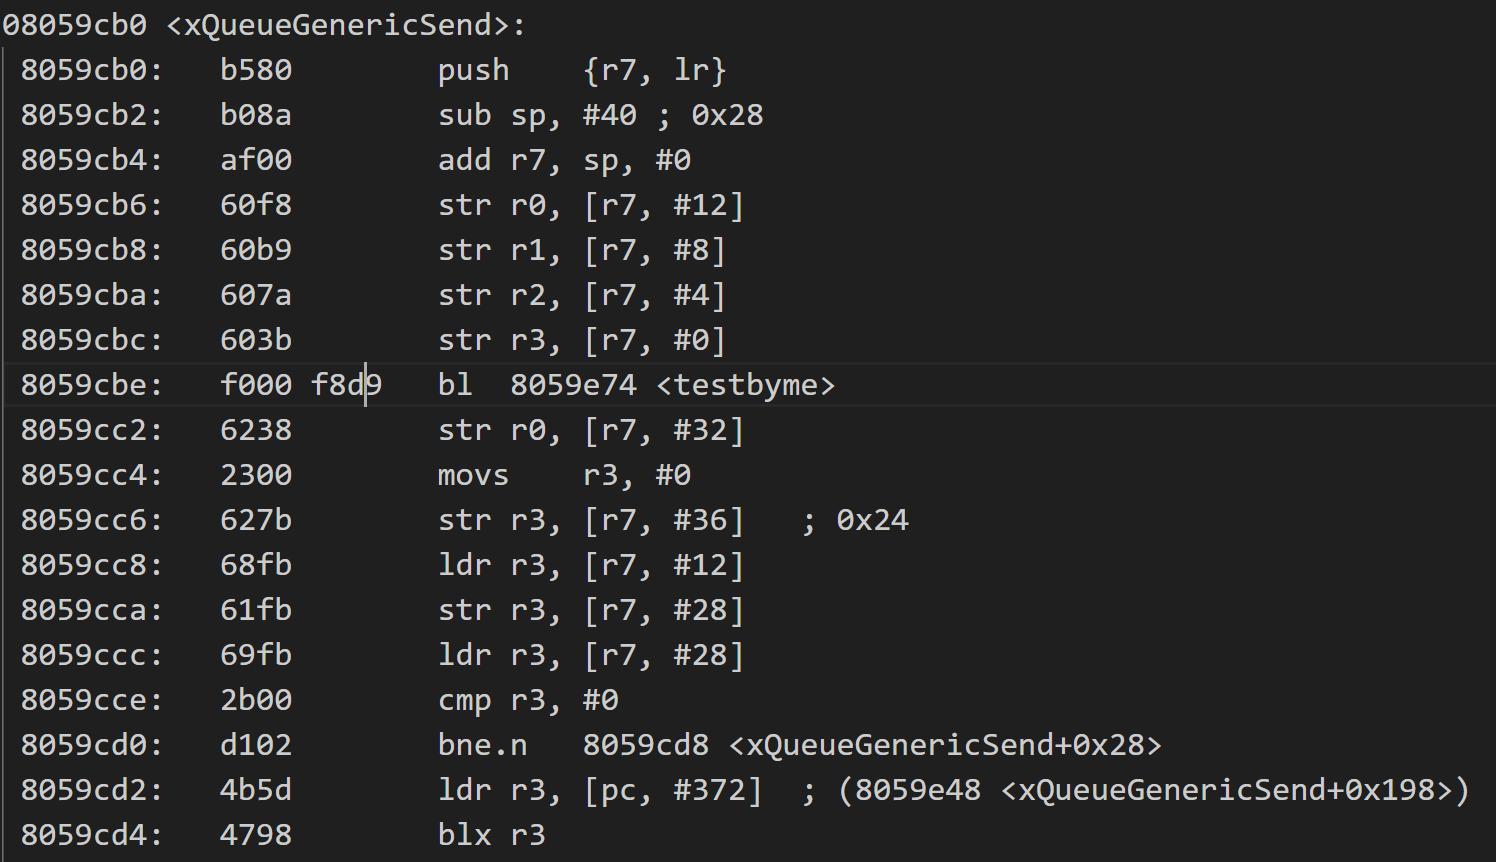 08059cb0 <xQueueGenericSend>:
8059cb0: b580 push {r7, lr}
8059cb2: b08a sub sp, #40 ; 0x28
8059cb4: af00 add r7, sp, #0
8059cb6: 60f8 str r0, [r7, #12]
8059cb8: 60b9 str r1, [r7, #8]
8059cba: 607a str r2, [r7, #4]
8059cbc: 603b str r3, [r7, #0]
8059cbe: f000 f8d9 bl 8059e74 <testbyme>
8059cc2: 6238 str r0, [r7, #32]
8059cc4: 2300 movs r3, #0
8059cc6: 627b str r3, [r7, #36] ; 0x24
8059cc8: 68fb ldr r3, [r7, #12]
8059cca: 61fb str r3, [r7, #28]
8059ccc: 69fb ldr r3, [r7, #28]
8059cce: 2b00 cmp r3, #0
8059cd0: d102 bne.n 8059cd8 <xQueueGenericSend+0x28>
8059cd2: 4b5d ldr r3, [pc, #372] ; (8059e48 <xQueueGenericSend+0x198>)
8059cd4: 4798 blx r3